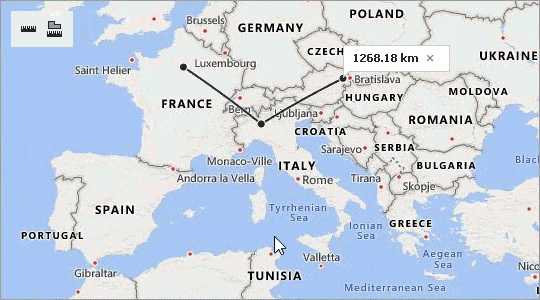 Brussels
GERMANY
POLAND
UKRAINE
CZECH
Luxembourg
Saint Helier
1268.18 km ×
Bratislava
FRANCE
Bern
HUNGARY
MOLDOVA
Ljubljana
CROATIA
ROMANIA
Monaco-Ville
Sarajevo
SERBIA
Andorra la Vella
ITALY
Rome
BULGARIA
Tirana
Skopje
SPAIN
Tyrrhenian
Sea
PORTUGAL
Ionian
Sea
GREECE
Gibraltar
Valletta
Aegean
Sea
TUNISIA
Mediterranean Sea